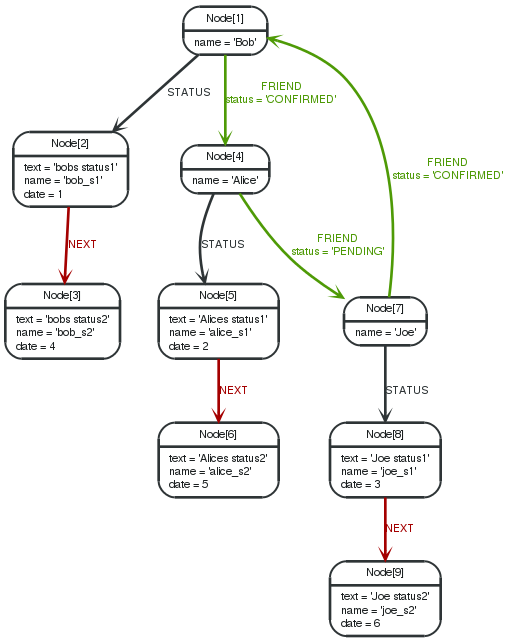 Node[1]
name = 'Bob'
STATUS
FRIEND
status = 'CONFIRMED'
Node[2]
text = 'bobs status1'
name = 'bob_s1'
date = 1
Node[4]
name = 'Alice'
FRIEND
status = 'CONFIRMED'
NEXT
STATUS
FRIEND
status = 'PENDING'
Node[3]
text = 'bobs status2'
name = 'bob_s2'
date = 4
Node[5]
text = 'Alices status1'
name = 'alice_s1'
date = 2
Node[7]
name = 'Joe'
NEXT
STATUS
Node[6]
text = 'Alices status2'
name = 'alice_s2'
date = 5
Node[8]
text = 'Joe status1'
name = 'joe_s1'
date = 3
NEXT
Node[9]
text = 'Joe status2'
name = 'joe_s2'
date = 6